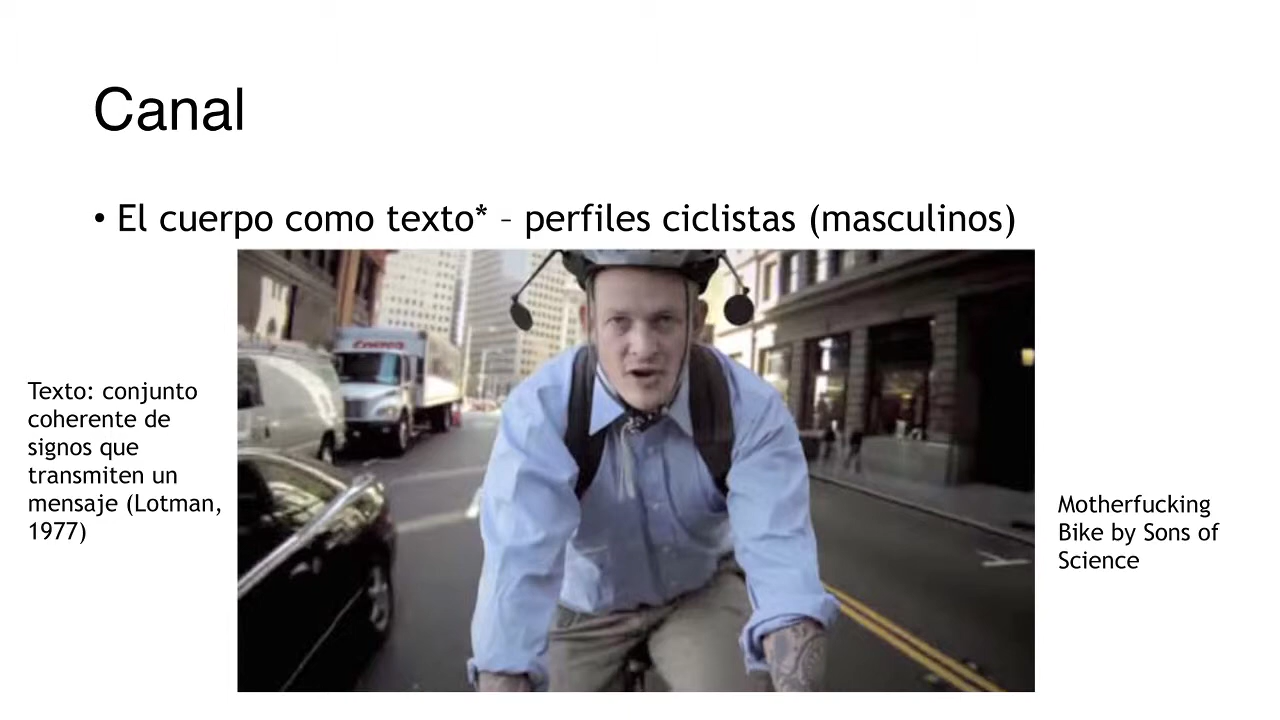 Canal
• El cuerpo como texto* – perfiles ciclistas (masculinos)
Texto: conjunto
coherente de
signos que
transmiten un
mensaje (Lotman,
1977)
Motherfucking
Bike by Sons of
Science